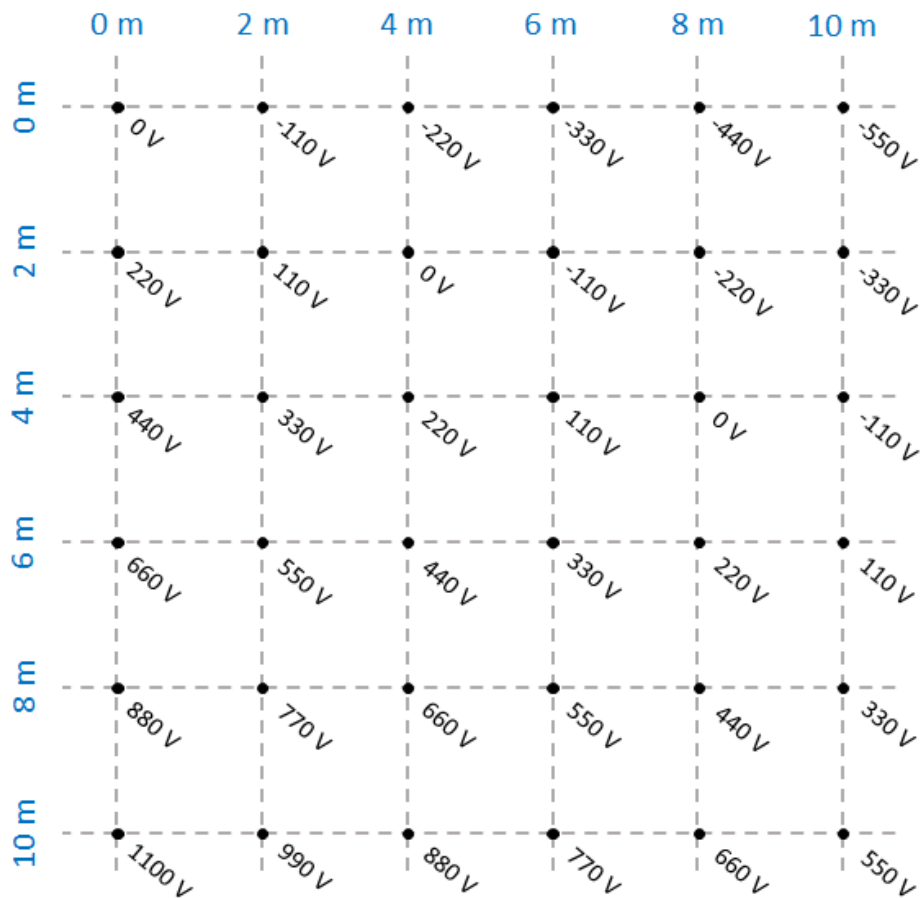 0 m 2 m 4 m 6 m 8 m 10 m
0 m
0 V -110 V -220 V -330 V -440 V -550 V
2 m
220 V 110 V 0 V -110 V -220 V -330 V
4 m
440 V 330 V 220 V 110 V 0 V -110 V
6 m
660 V 550 V 440 V 330 V 220 V 110 V
8 m
880 V 770 V 660 V 550 V 440 V 330 V
10 m
1100 V 990 V 880 V 770 V 660 V 550 V